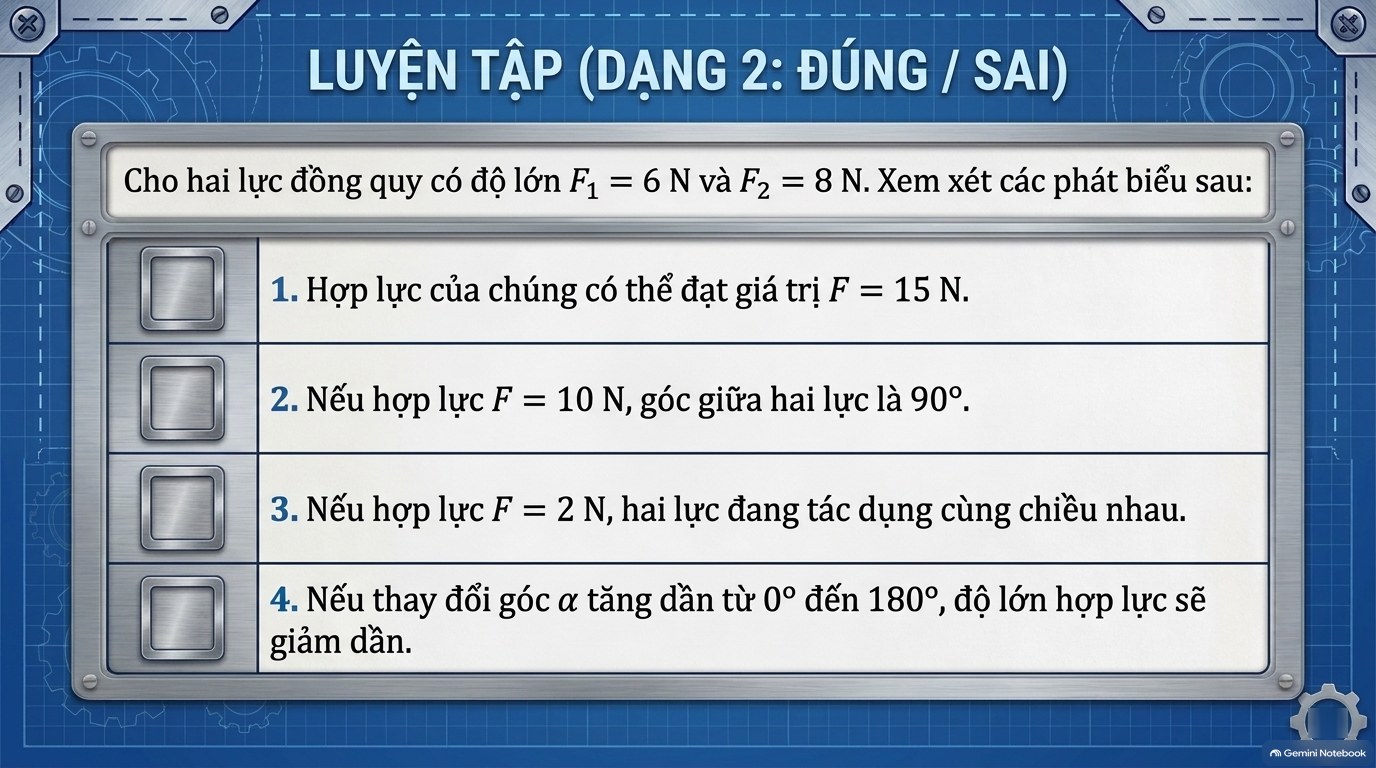 LUYỆN TẬP (DẠNG 2: ĐÚNG / SAI)
Cho hai lực đồng quy có độ lớn F₁ = 6 N và F₂ = 8 N. Xem xét các phát biểu sau:
1. Hợp lực của chúng có thể đạt giá trị F = 15 N.
2. Nếu hợp lực F = 10 N, góc giữa hai lực là 90°.
3. Nếu hợp lực F = 2 N, hai lực đang tác dụng cùng chiều nhau.
4. Nếu thay đổi góc α tăng dần từ 0° đến 180°, độ lớn hợp lực sẽ
giảm dần.
Gemini Notebook